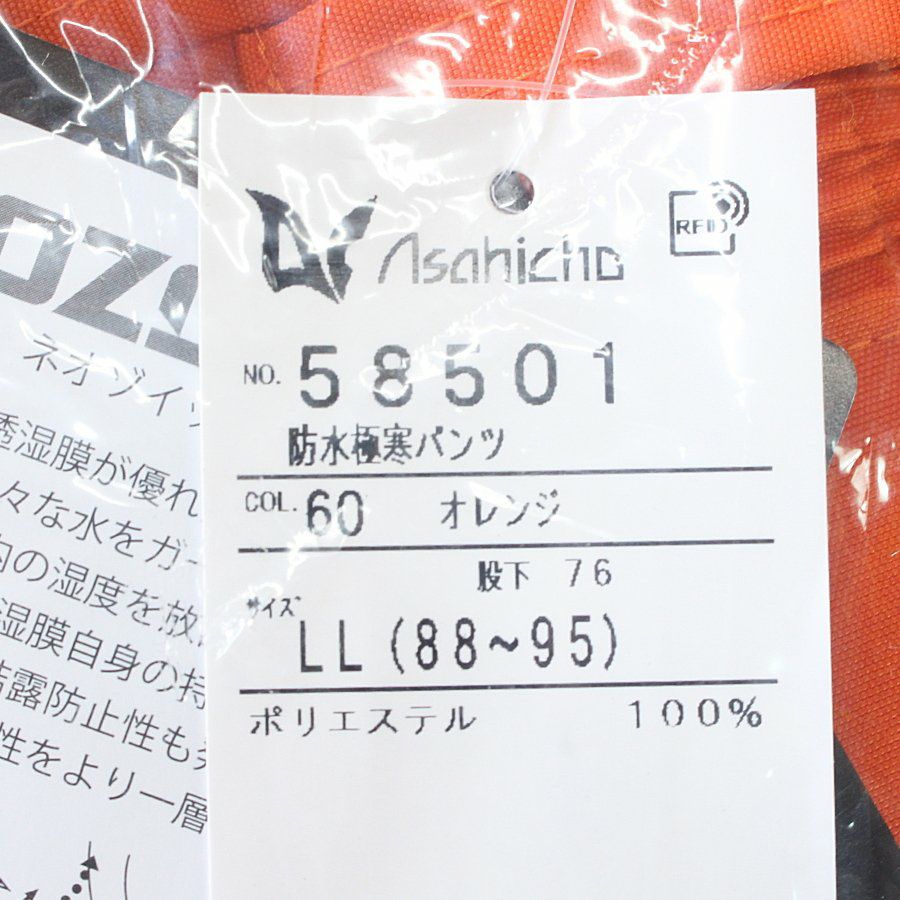 Asahicho
RFID
NO. 58501
防水極寒パンツ
COL. 60 オレンジ
股下 76
サイズ
LL(88~95)
ポリエステル 100%
OZ
ネオゾイ
透湿膜が優れ
々な水をガー
内の湿度を放
湿膜自身の持
結露防止性も
性をより一層